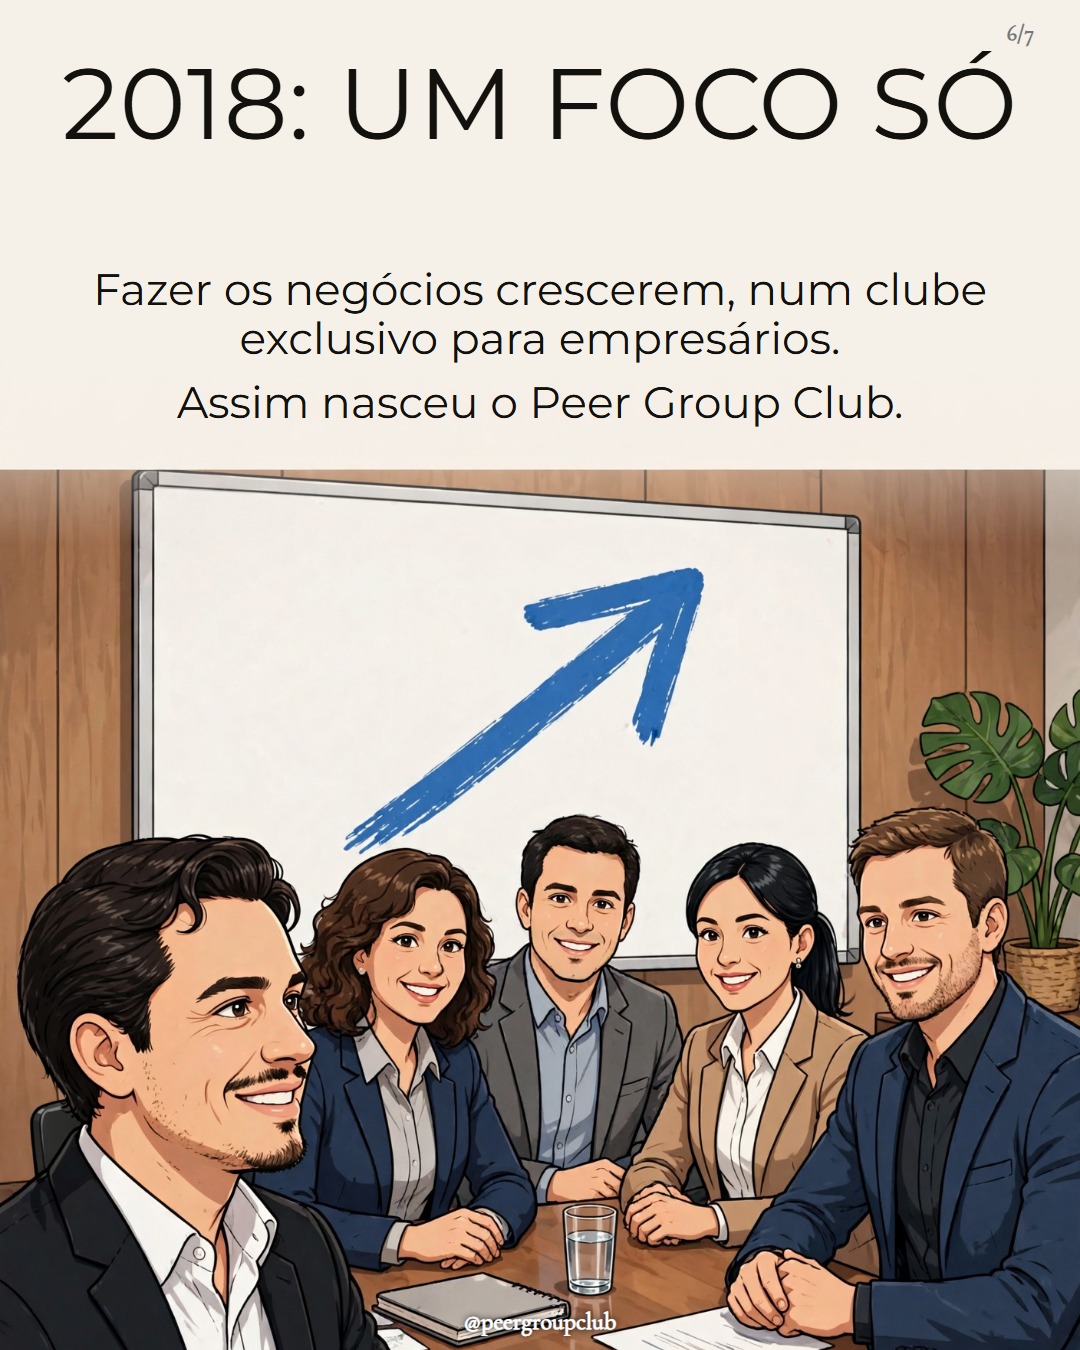 6/7
2018: UM FOCO SÓ
Fazer os negócios crescerem, num clube
exclusivo para empresários.
Assim nasceu o Peer Group Club.
@peergroupclub